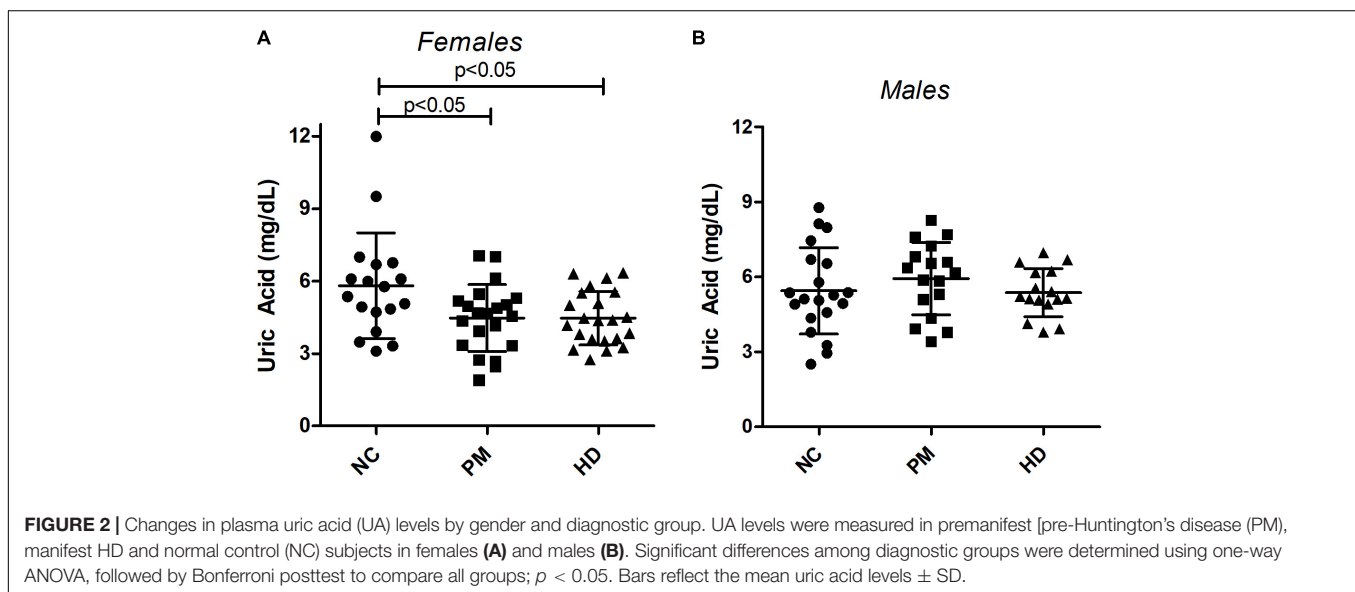 A
Females
p<0.05
p<0.05
12
9
6
3
0
Uric Acid (mg/dL)
NC
PM
HD
B
Males
12
9
6
3
0
Uric Acid (mg/dL)
NC
PM
HD
FIGURE 2 | Changes in plasma uric acid (UA) levels by gender and diagnostic group. UA levels were measured in premanifest [pre-Huntington's disease (PM),
manifest HD and normal control (NC) subjects in females (A) and males (B). Significant differences among diagnostic groups were determined using one-way
ANOVA, followed by Bonferroni posttest to compare all groups; p < 0.05. Bars reflect the mean uric acid levels ± SD.